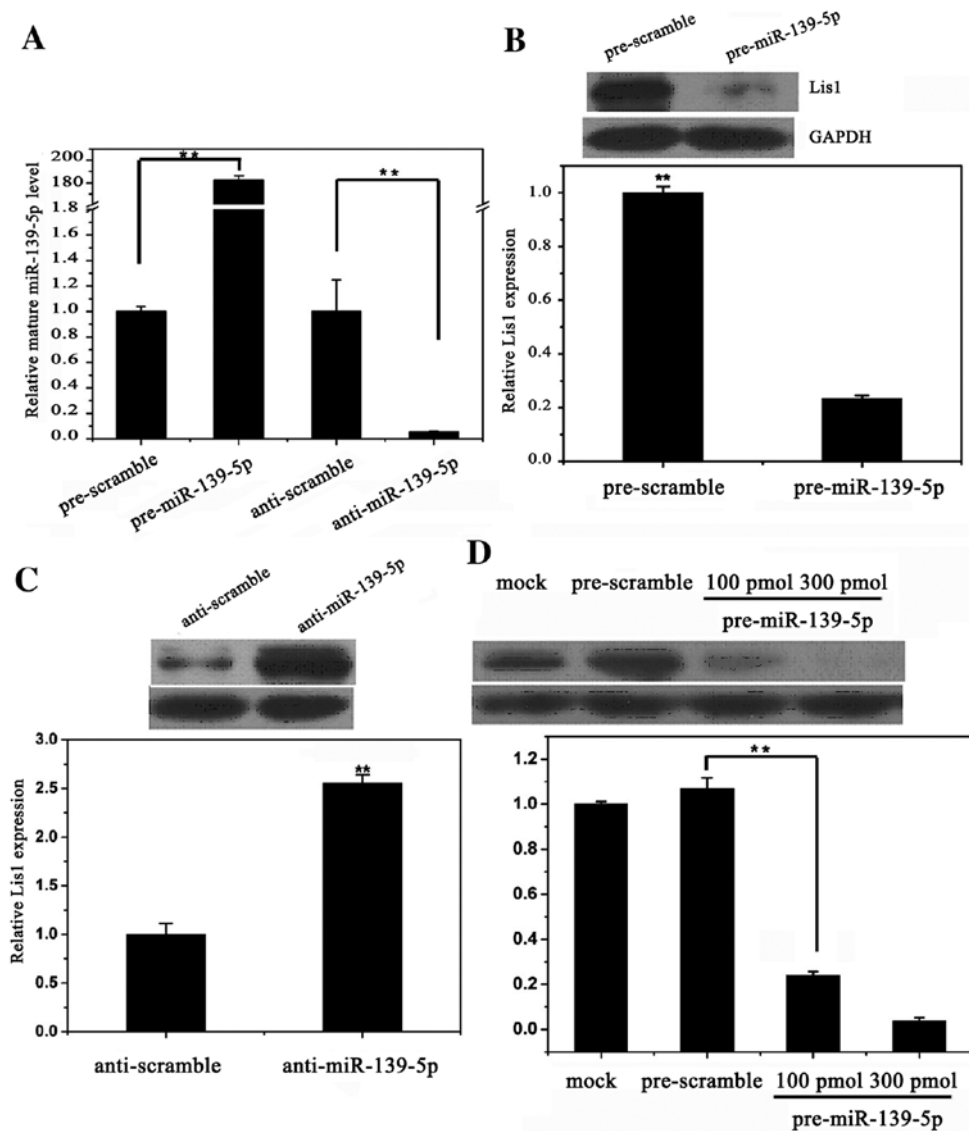 A
Relative mature miR-139-5p level
200
180
1.8
1.6
1.4
1.2
1.0
0.8
0.6
0.4
0.2
0.0
**
**
pre-scramble
pre-miR-139-5p
anti-scramble
anti-miR-139-5p
B
pre-scramble
pre-miR-139-5p
Lis1
GAPDH
Relative Lis1 expression
1.0
0.8
0.6
0.4
0.2
0.0
**
pre-scramble
pre-miR-139-5p
C
anti-scramble
anti-miR-139-5p
Relative Lis1 expression
3.0
2.5
2.0
1.5
1.0
0.5
0.0
**
anti-scramble
anti-miR-139-5p
D
mock
pre-scramble
100 pmol 300 pmol
pre-miR-139-5p
1.2
1.0
0.8
0.6
0.4
0.2
0.0
**
mock
pre-scramble
100 pmol 300 pmol
pre-miR-139-5p